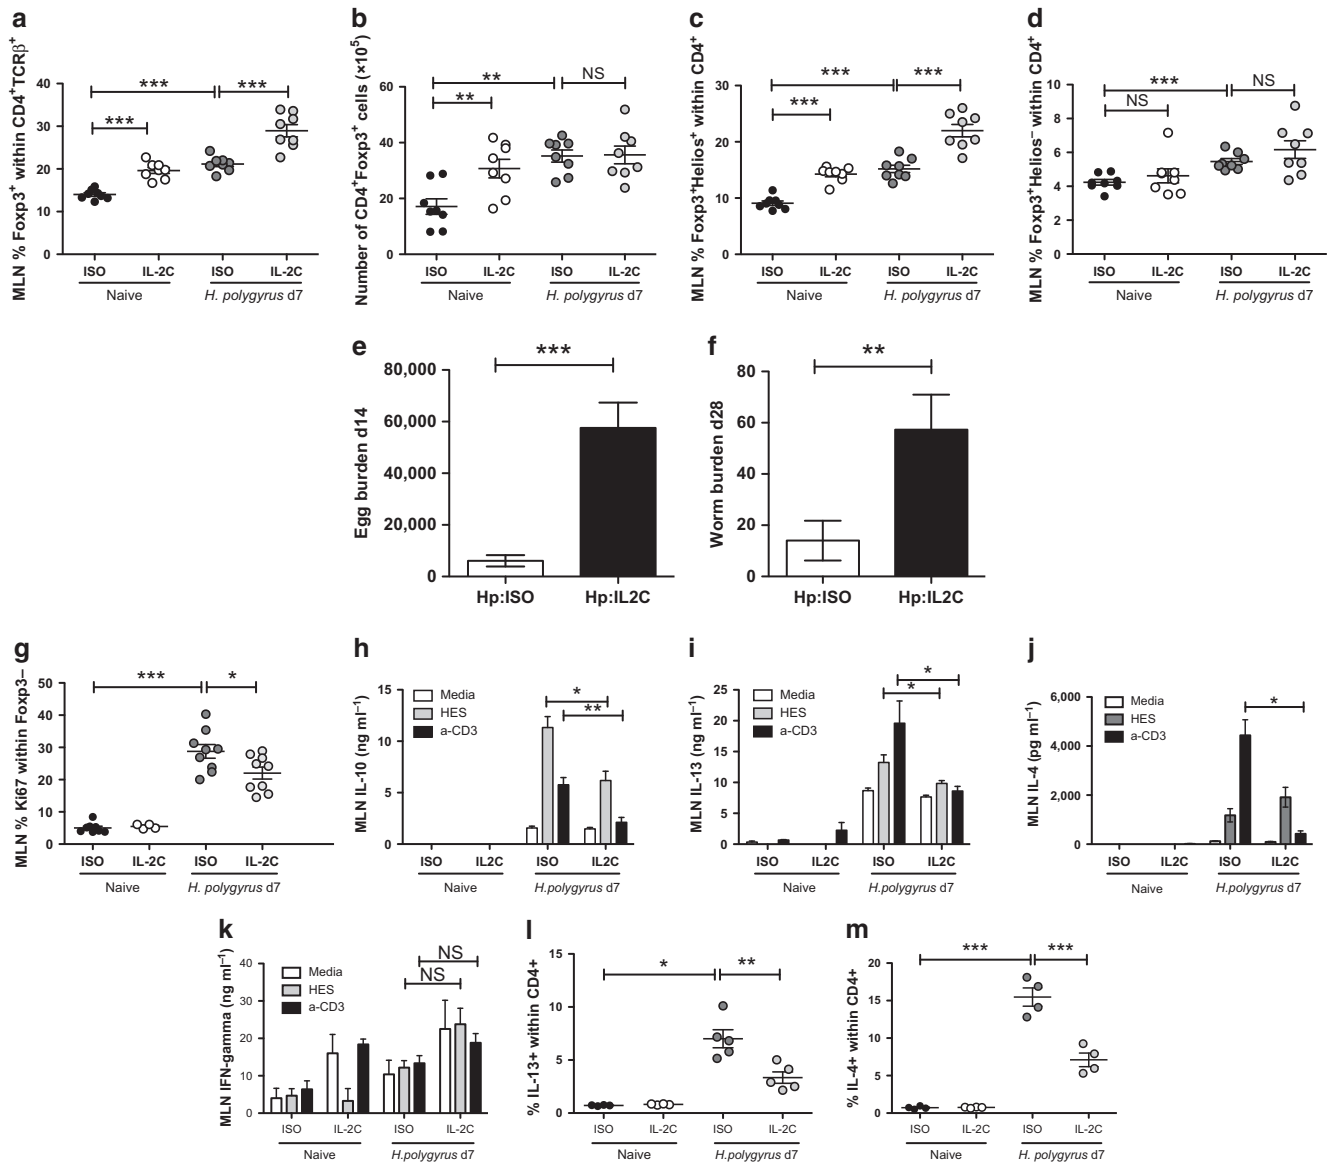 a
MLN % Foxp3+ within CD4+TCRβ+
40
30
20
10
0
***
***
***
ISO
IL-2C
ISO
IL-2C
Naive
H. polygyrus d7
b
Number of CD4+Foxp3+ cells (×10⁵)
60
40
20
0
**
**
NS
ISO
IL-2C
ISO
IL-2C
Naive
H. polygyrus d7
c
MLN % Foxp3+Helios+ within CD4+
30
20
10
0
***
***
***
ISO
IL-2C
ISO
IL-2C
Naive
H. polygyrus d7
d
MLN % Foxp3+Helios− within CD4+
10
8
6
4
2
0
***
NS
NS
ISO
IL-2C
ISO
IL-2C
Naive
H. polygyrus d7
e
Egg burden d14
80,000
60,000
40,000
20,000
0
***
Hp:ISO
Hp:IL2C
f
Worm burden d28
80
60
40
20
0
**
Hp:ISO
Hp:IL2C
g
MLN % Ki67 within Foxp3–
50
40
30
20
10
0
***
*
ISO
IL-2C
ISO
IL-2C
Naive
H. polygyrus d7
h
MLN IL-10 (ng ml⁻¹)
15
10
5
0
Media
HES
a-CD3
*
**
ISO
IL2C
ISO
IL2C
Naive
H.polygyrus d7
i
MLN IL-13 (ng ml⁻¹)
25
20
15
10
5
0
Media
HES
a-CD3
*
*
ISO
IL2C
ISO
IL2C
Naive
H.polygyrus d7
j
MLN IL-4 (pg ml⁻¹)
6,000
4,000
2,000
0
Media
HES
a-CD3
*
ISO
IL2C
ISO
IL2C
Naive
H.polygyrus d7
k
MLN IFN-gamma (ng ml⁻¹)
40
30
20
10
0
Media
HES
a-CD3
NS
NS
ISO
IL-2C
ISO
IL-2C
Naive
H.polygyrus d7
l
% IL-13+ within CD4+
15
10
5
0
*
**
ISO
IL-2C
ISO
IL-2C
Naive
H.polygyrus d7
m
% IL-4+ within CD4+
20
15
10
5
0
***
***
ISO
IL-2C
ISO
IL-2C
Naive
H.polygyrus d7